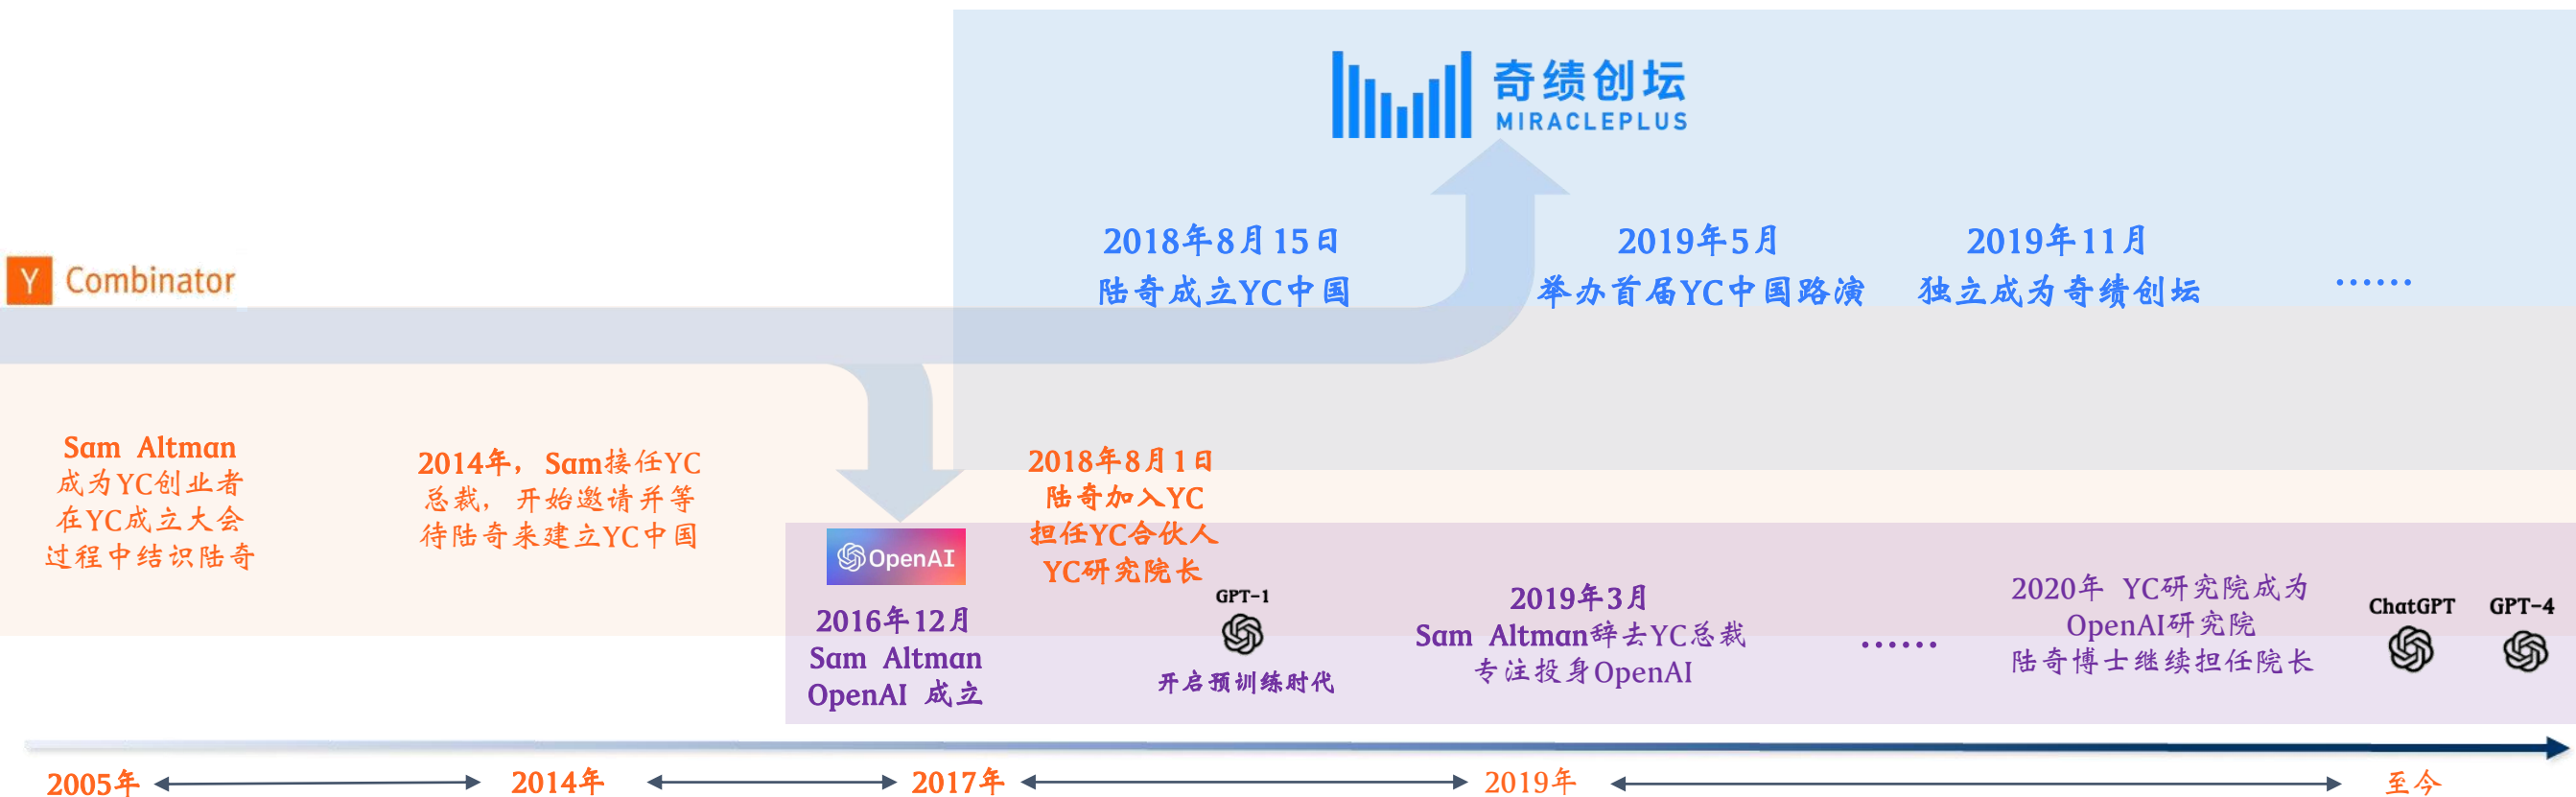 奇绩创坛
MIRACLEPLUS
2018年8月15日
陆奇成立YC中国
2019年5月
举办首届YC中国路演
2019年11月
独立成为奇绩创坛
......
Y Combinator
Sam Altman
成为YC创业者
在YC成立大会
过程中结识陆奇
2014年，Sam接任YC
总裁，开始邀请并等
待陆奇来建立YC中国
2018年8月1日
陆奇加入YC
担任YC合伙人
YC研究院长
OpenAI
2016年12月
Sam Altman
OpenAI 成立
GPT-1
开启预训练时代
2019年3月
Sam Altman辞去YC总裁
专注投身OpenAI
......
2020年 YC研究院成为
OpenAI研究院
陆奇博士继续担任院长
ChatGPT
GPT-4
2005年
2014年
2017年
2019年
至今